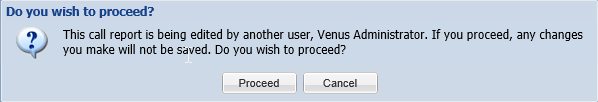 Do you wish to proceed?
This call report is being edited by another user, Venus Administrator. If you proceed, any changes
you make will not be saved. Do you wish to proceed?
Proceed Cancel